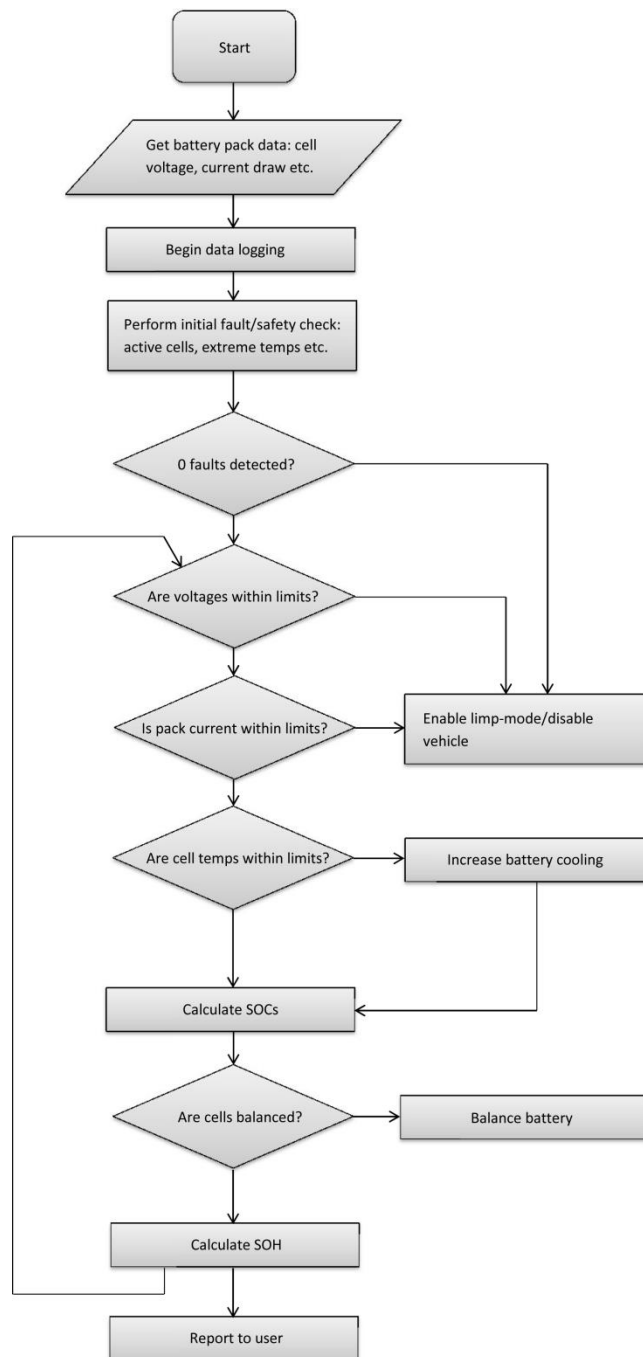 Start
Get battery pack data: cell
voltage, current draw etc.
Begin data logging
Perform initial fault/safety check:
active cells, extreme temps etc.
0 faults detected?
Are voltages within limits?
Is pack current within limits?
Enable limp-mode/disable
vehicle
Are cell temps within limits?
Increase battery cooling
Calculate SOCs
Are cells balanced?
Balance battery
Calculate SOH
Report to user